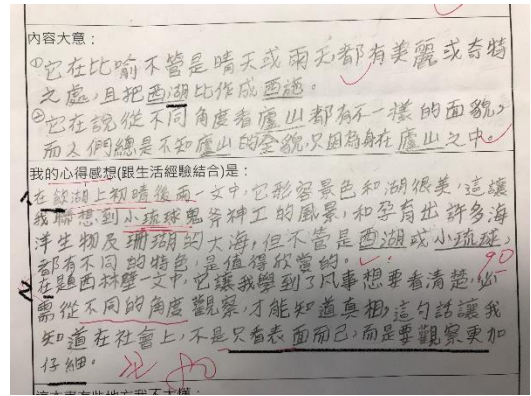 內容大意：
①它在比喻不管是晴天或雨天,都有美麗或奇特
之處,且把西湖比作成西施。
②它在說從不同角度看廬山都有不一樣的面貌,
而人們總是不知廬山的全貌,只因為身在廬山之中。
我的心得感想(跟生活經驗結合)是：
1、在飲湖上初晴後雨一文中,它形容景色和湖很美,這讓
我聯想到小琉球鬼斧神工的風景,和孕育出許多海
洋生物及珊瑚的大海,但不管是西湖或小琉球,
都有不同的特色,是值得欣賞的。
90
2、在題西林壁一文中,它讓我學到了凡事想要看清楚,必
需從不同的角度觀察,才能知道真相,這句話讓我
知道在社會上,不是只看表面而已,而是要觀察更加
仔細。